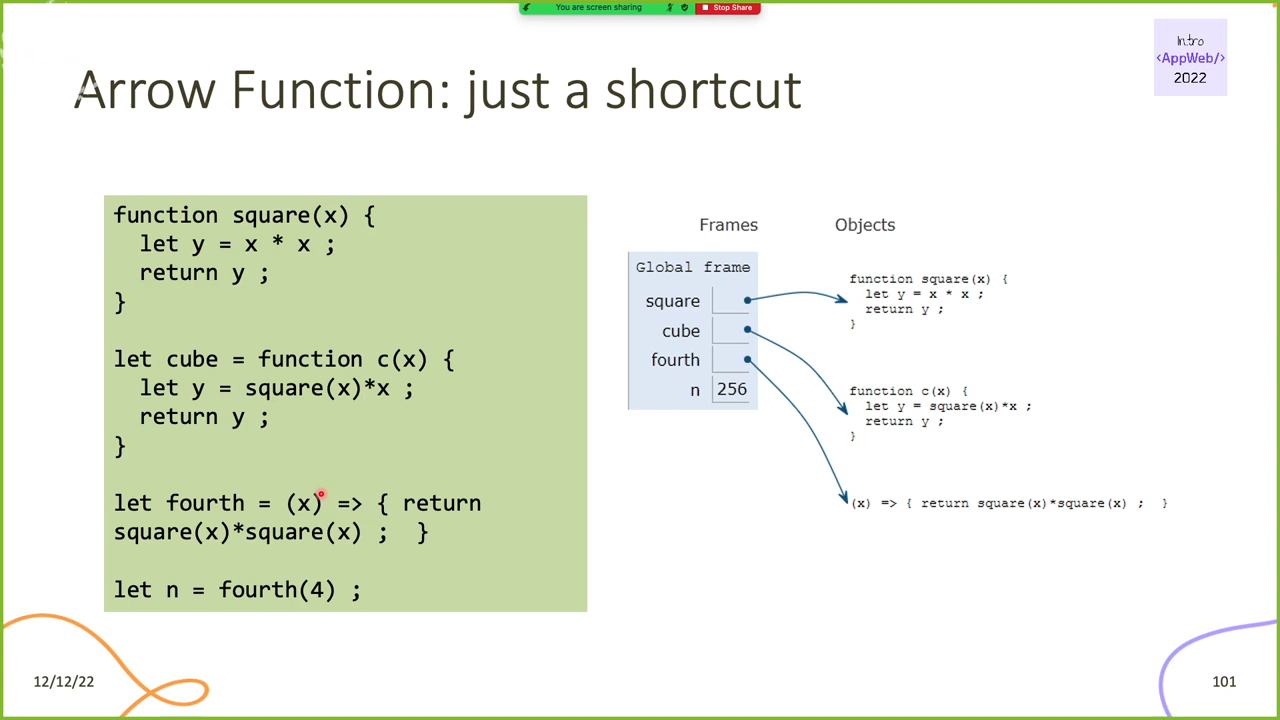 You are screen sharing
Stop Share
Intro
<AppWeb/>
2022
Arrow Function: just a shortcut
function square(x) {
  let y = x * x ;
  return y ;
}
let cube = function c(x) {
  let y = square(x)*x ;
  return y ;
}
let fourth = (x) => { return
square(x)*square(x) ;  }
let n = fourth(4) ;
Frames
Objects
Global frame
square
cube
fourth
n 256
function square(x) {
  let y = x * x ;
  return y ;
}
function c(x) {
  let y = square(x)*x ;
  return y ;
}
(x) => { return square(x)*square(x) ;  }
12/12/22
101